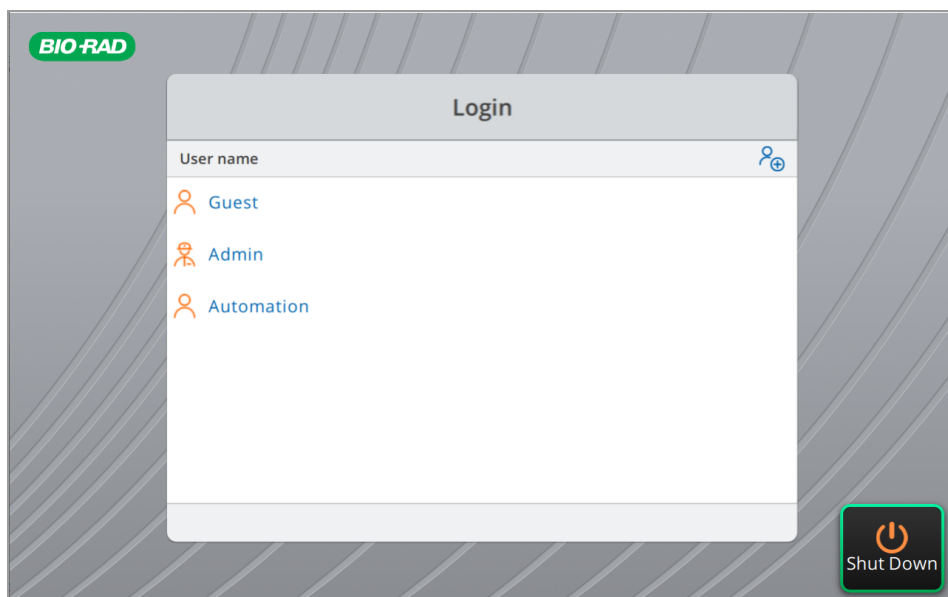 BIO-RAD
Login
User name
Guest
Admin
Automation
Shut Down